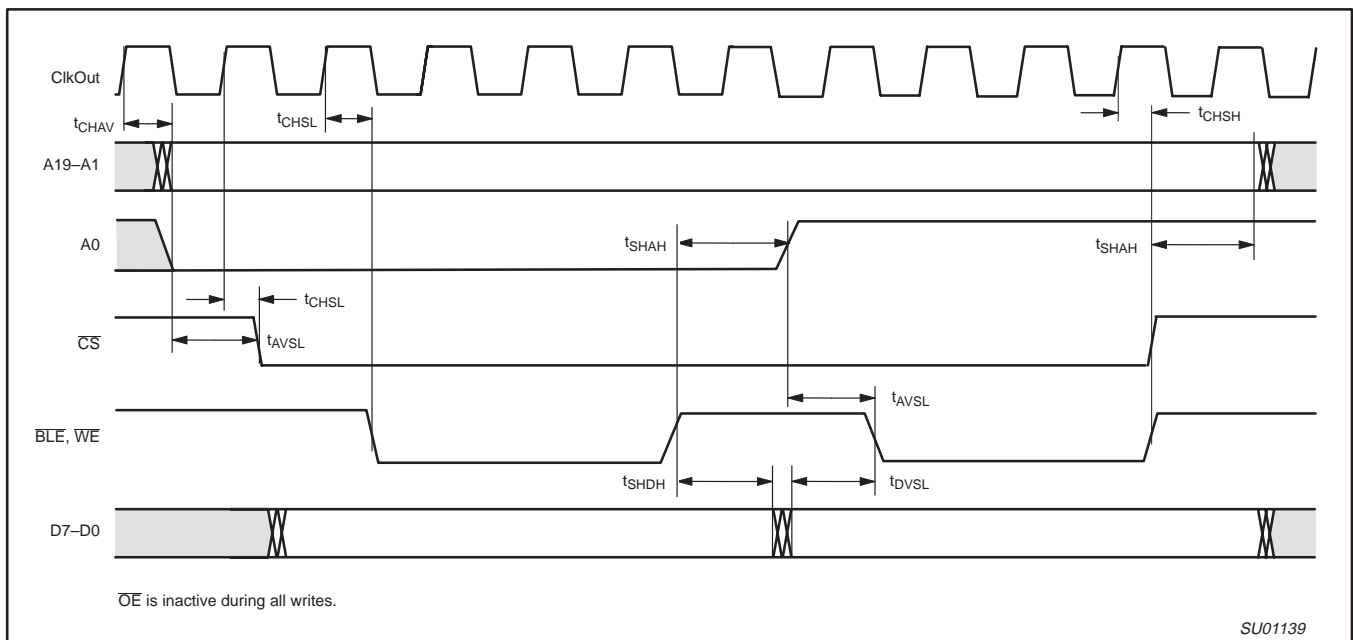 ClkOut
tCHAV
tCHSL
tCHSH
A19–A1
A0
tSHAH
tSHAH
tCHSL
CS
tAVSL
tAVSL
BLE, WE
tSHDH
tDVSL
D7–D0
OE is inactive during all writes.
SU01139